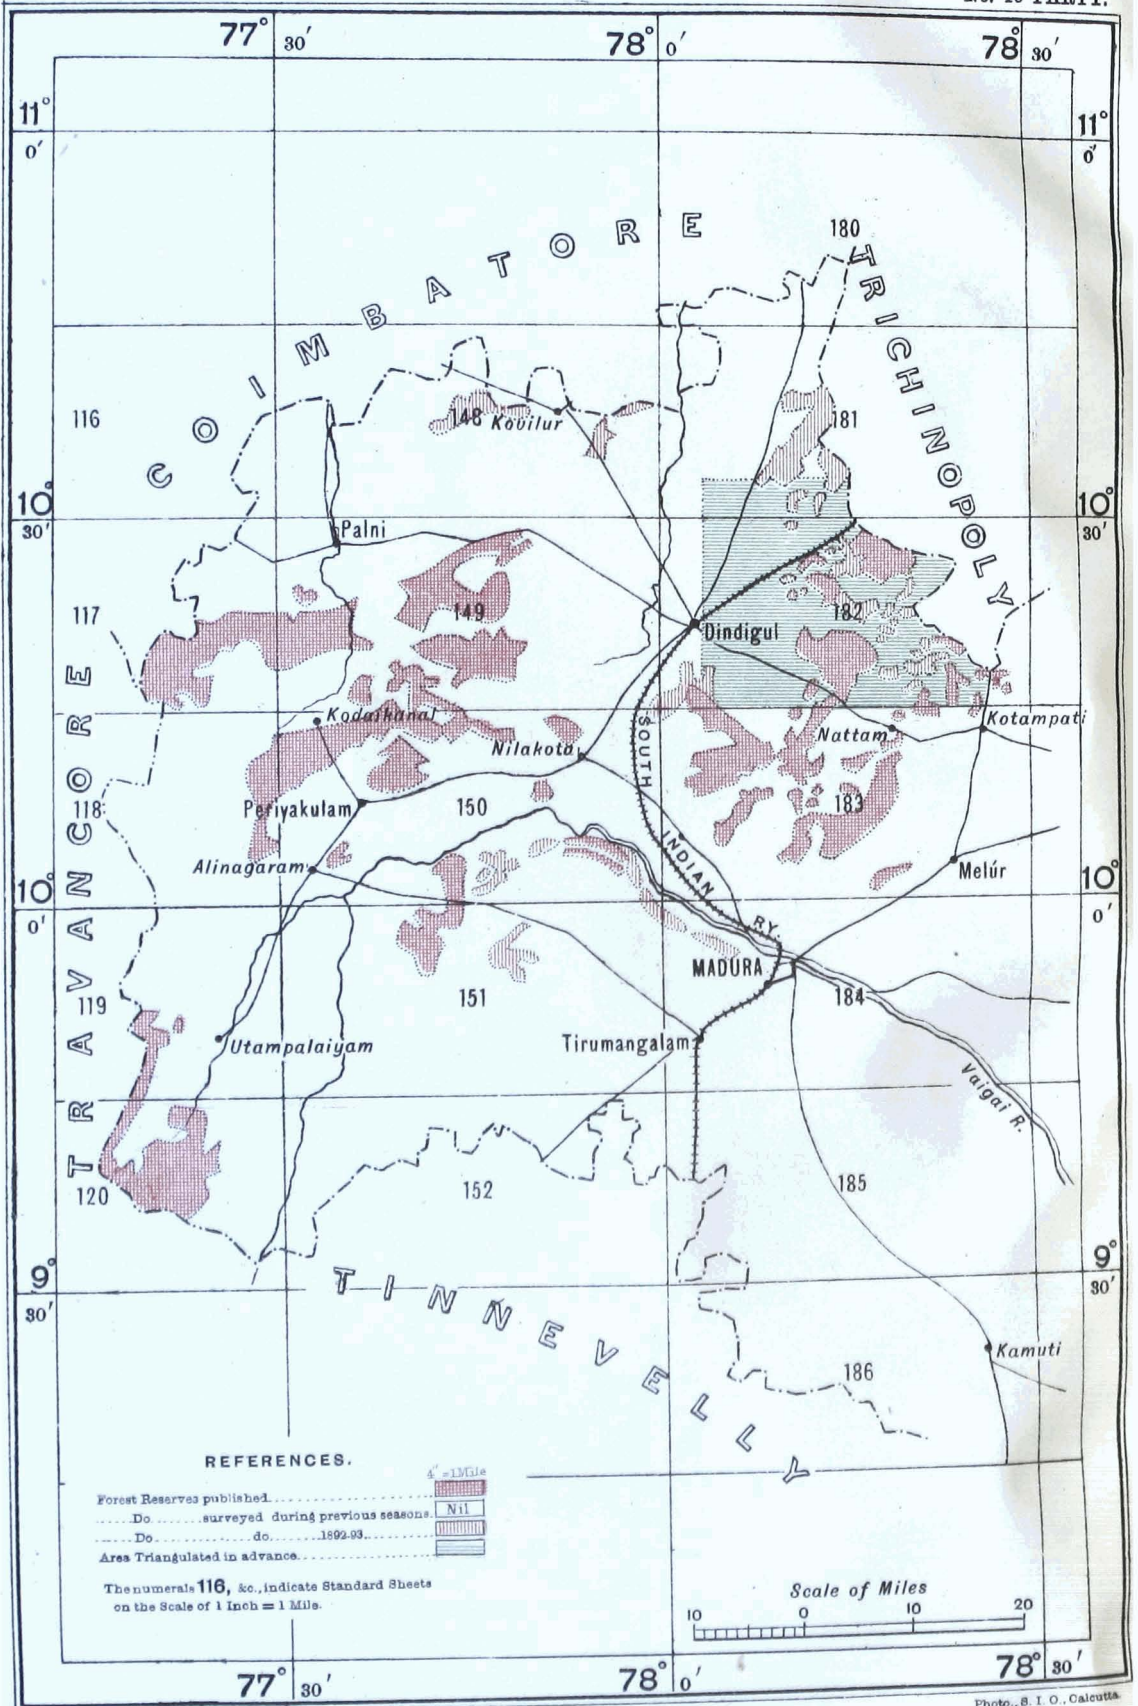 77° 30′ 78° 0′ 78° 30′
11° 0′
11° 0′
COIMBATORE
180
TRICHINOPOLY
116
148 Kovilur
181
10° 30′
10° 30′
Palni
117
149
182
Dindigul
TRAVANCORE
Kodaikanal
SOUTH INDIAN RY.
Kotampati
Nattam
Nilakota
118
Periyakulam
150
183
Alinagaram
Melúr
10° 0′
10° 0′
MADURA
119
151
184
Utampalaiyam
Tirumangalam
Vaigai R.
120
152
185
9° 30′
9° 30′
TINNEVELLY
Kamuti
186
REFERENCES.
4" = 1 Mile
Forest Reserves published
Do surveyed during previous seasons. Nil
Do do 1892-93
Area Triangulated in advance
The numerals 116, &c., indicate Standard Sheets
on the Scale of 1 Inch = 1 Mile.
Scale of Miles
10 0 10 20
77° 30′ 78° 0′ 78° 30′
Photo., S. I. O., Calcutta.